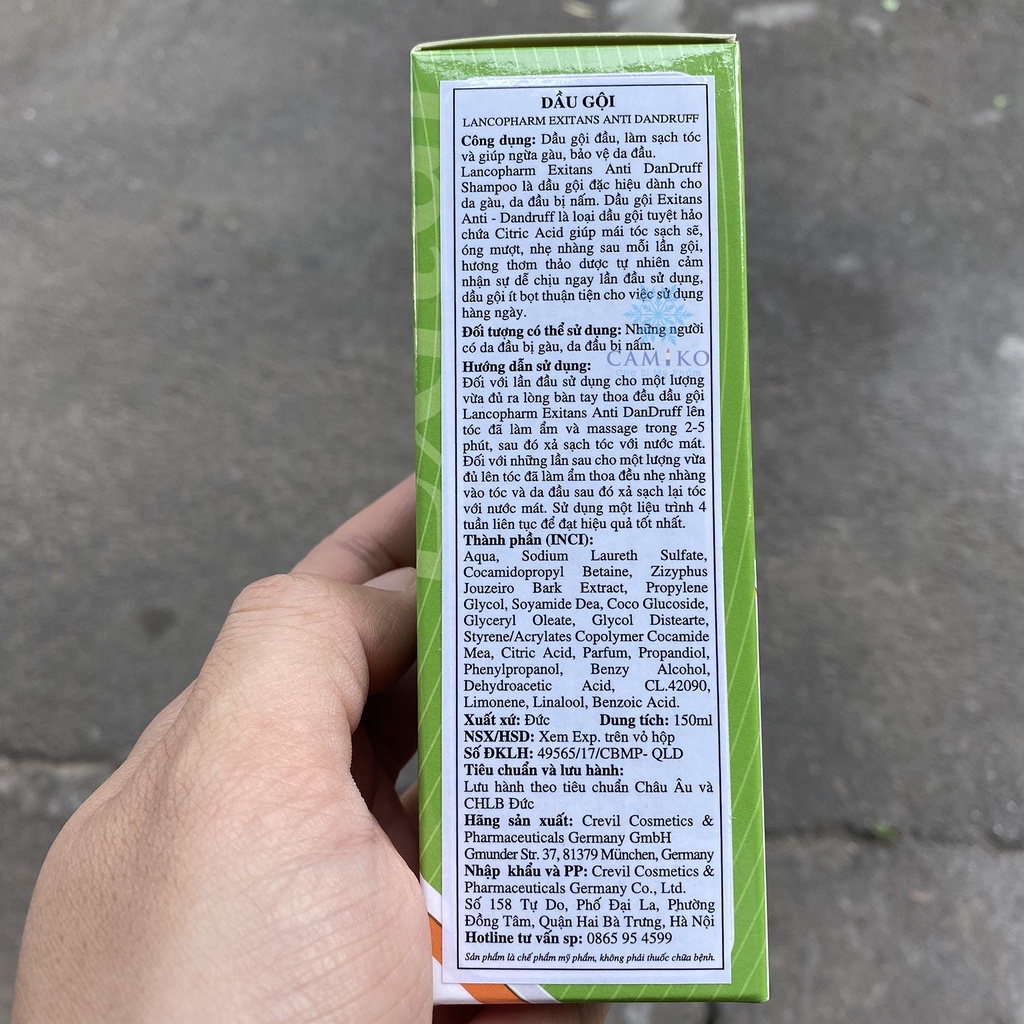 DẦU GỘI
LANCOPHARM EXITANS ANTI DANDRUFF
Công dụng: Dầu gội đầu, làm sạch tóc
và giúp ngừa gàu, bảo vệ da đầu.
Lancopharm Exitans Anti DanDruff
Shampoo là dầu gội đặc hiệu dành cho
da gàu, da đầu bị nấm. Dầu gội Exitans
Anti - Dandruff là loại dầu gội tuyệt hảo
chứa Citric Acid giúp mái tóc sạch sẽ,
óng mượt, nhẹ nhàng sau mỗi lần gội,
hương thơm thảo dược tự nhiên cảm
nhận sự dễ chịu ngay lần đầu sử dụng,
dầu gội ít bọt thuận tiện cho việc sử dụng
hàng ngày.
Đối tượng có thể sử dụng: Những người
có da đầu bị gàu, da đầu bị nấm.
CAMIKO
Hướng dẫn sử dụng:
Đối với lần đầu sử dụng cho một lượng
vừa đủ ra lòng bàn tay thoa đều dầu gội
Lancopharm Exitans Anti DanDruff lên
tóc đã làm ẩm và massage trong 2-5
phút, sau đó xả sạch tóc với nước mát.
Đối với những lần sau cho một lượng vừa
đủ lên tóc đã làm ẩm thoa đều nhẹ nhàng
vào tóc và da đầu sau đó xả sạch lại tóc
với nước mát. Sử dụng một liệu trình 4
tuần liên tục để đạt hiệu quả tốt nhất.
Thành phần (INCI):
Aqua, Sodium Laureth Sulfate,
Cocamidopropyl Betaine, Zizyphus
Jouzeiro Bark Extract, Propylene
Glycol, Soyamide Dea, Coco Glucoside,
Glyceryl Oleate, Glycol Distearte,
Styrene/Acrylates Copolymer Cocamide
Mea, Citric Acid, Parfum, Propandiol,
Phenylpropanol, Benzy Alcohol,
Dehydroacetic Acid, CL.42090,
Limonene, Linalool, Benzoic Acid.
Xuất xứ: Đức Dung tích: 150ml
NSX/HSD: Xem Exp. trên vỏ hộp
Số ĐKLH: 49565/17/CBMP- QLD
Tiêu chuẩn và lưu hành:
Lưu hành theo tiêu chuẩn Châu Âu và
CHLB Đức
Hãng sản xuất: Crevil Cosmetics &
Pharmaceuticals Germany GmbH
Gmunder Str. 37, 81379 München, Germany
Nhập khẩu và PP: Crevil Cosmetics &
Pharmaceuticals Germany Co., Ltd.
Số 158 Tự Do, Phố Đại La, Phường
Đồng Tâm, Quận Hai Bà Trưng, Hà Nội
Hotline tư vấn sp: 0865 95 4599
Sản phẩm là chế phẩm mỹ phẩm, không phải thuốc chữa bệnh.